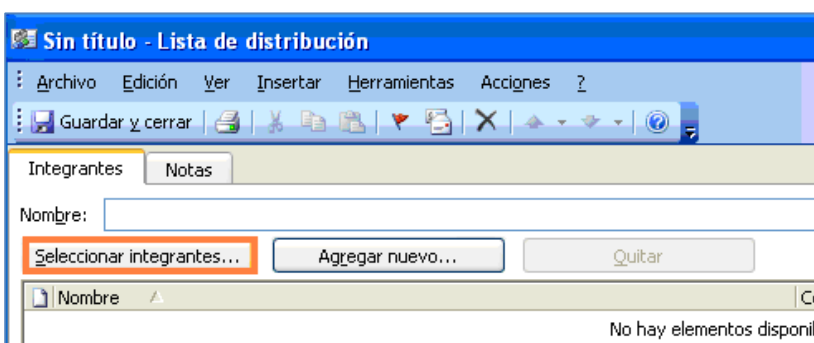 Sin título - Lista de distribución
Archivo Edición Ver Insertar Herramientas Acciones ?
Guardar y cerrar
Integrantes Notas
Nombre:
Seleccionar integrantes... Agregar nuevo... Quitar
Nombre
No hay elementos